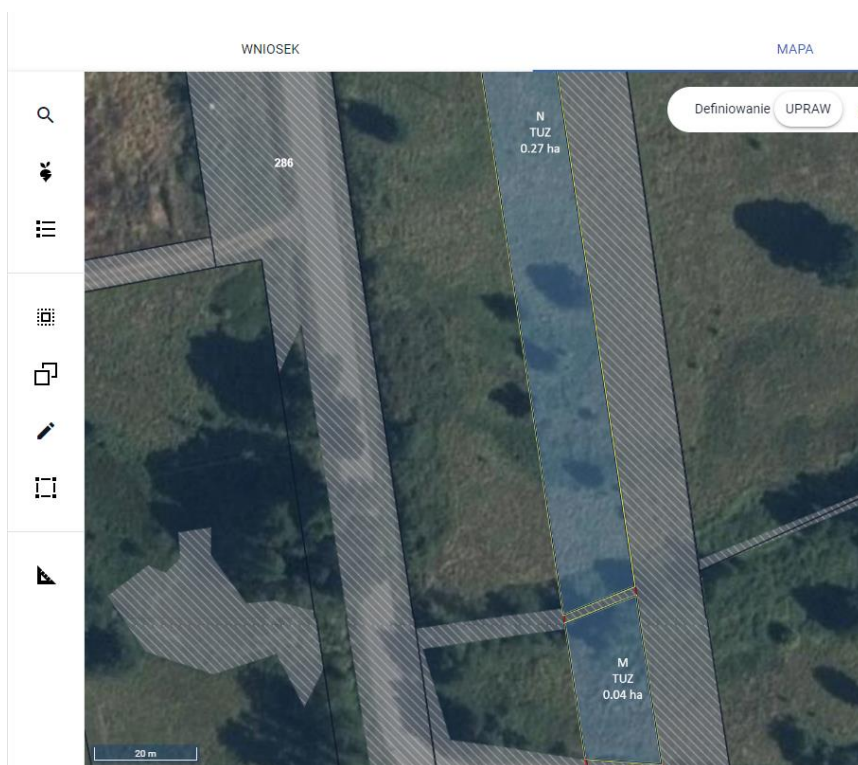 WNIOSEK
MAPA
Definiowanie UPRAW
N
TUZ
0.27 ha
286
M
TUZ
0.04 ha
20 m